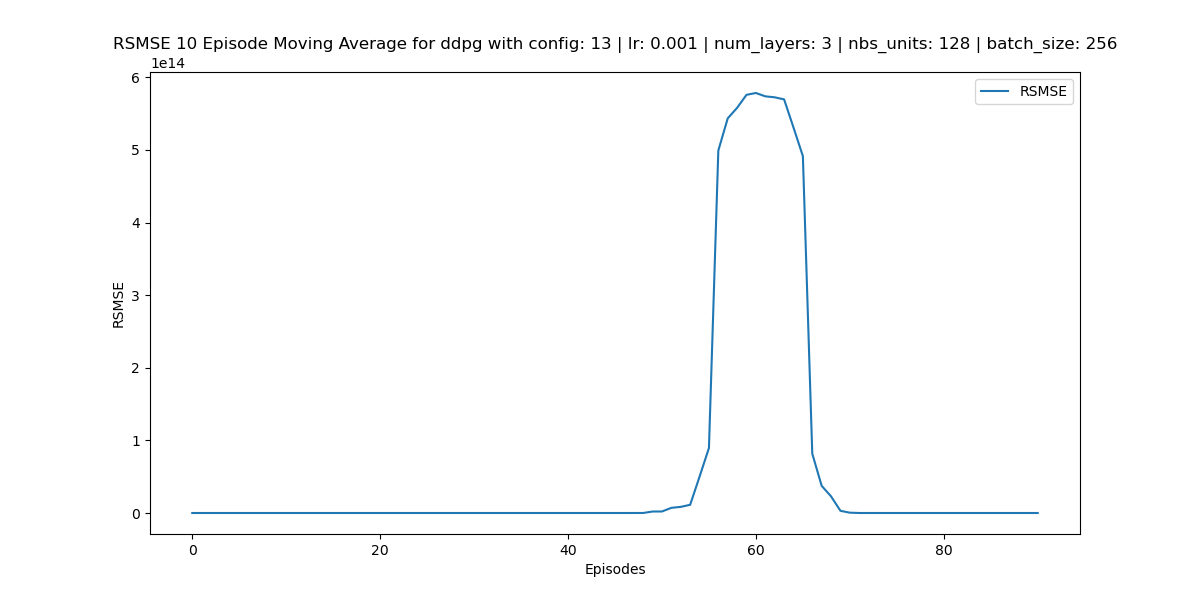 RSMSE 10 Episode Moving Average for ddpg with config: 13 | lr: 0.001 | num_layers: 3 | nbs_units: 128 | batch_size: 256
1e14
6
5
4
3
2
1
0
RSMSE
RSMSE
0 20 40 60 80
Episodes